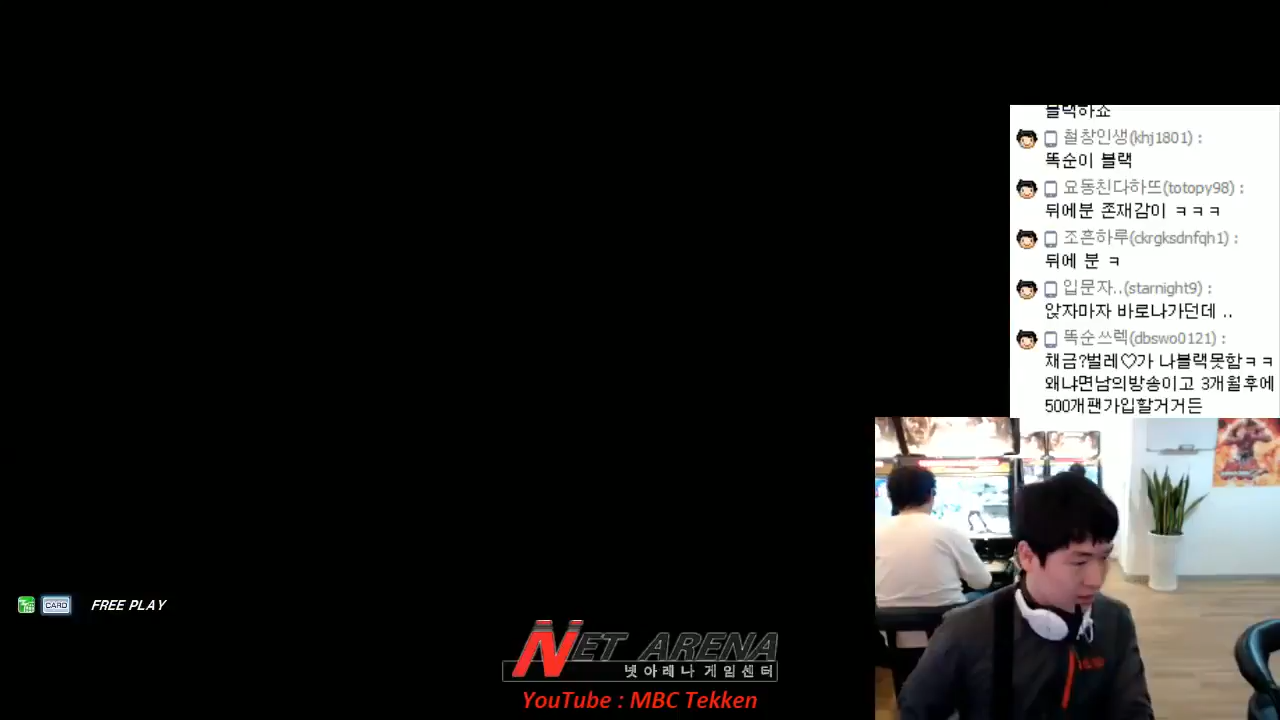 블랙하쇼
철창인생(khj1801) :
똑순이 블랙
요동친다하뜨(totopy98) :
뒤에분 존재감이 ㅋㅋㅋ
조흔하루(ckrgksdnfqh1) :
뒤에 분 ㅋ
입문자..(starnight9) :
앉자마자 바로나가던데 ..
똑순쓰렉(dbswo0121) :
채금?벌레♡가 나블랙못함ㅋㅋ
왜냐면남의방송이고 3개월후에
500개팬가입할거거든
CARD
FREE PLAY
NET ARENA
넷아레나 게임센터
YouTube : MBC Tekken